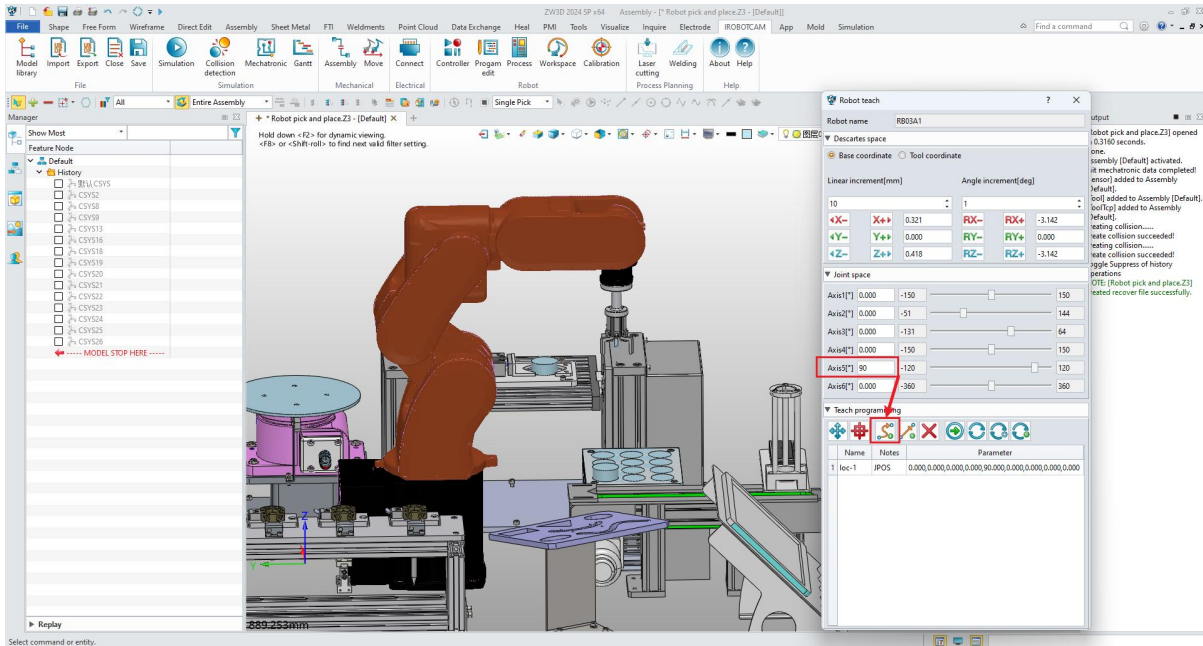 ZW3D 2024 SP x64 Assembly - [* Robot pick and place.Z3 - [Default]]
File Shape Free Form Wireframe Direct Edit Assembly Sheet Metal FTI Weldments Point Cloud Data Exchange Heal PMI Tools Visualize Inquire Electrode IROBOTCAM App Mold Simulation
Find a command
Model library Import Export Close Save Simulation Collision detection Mechatronic Gantt Assembly Move Connect Controller Progam edit Process Workspace Calibration Laser cutting Welding About Help
File Simulation Mechanical Electrical Robot Process Planning Help
All Entire Assembly Single Pick
Manager
+ * Robot pick and place.Z3 - [Default] ×
Show Most
Hold down <F2> for dynamic viewing.
<F8> or <Shift-roll> to find next valid filter setting.
Feature Node
Default
History
默认CSYS
CSYS2
CSYS8
CSYS9
CSYS13
CSYS16
CSYS18
CSYS19
CSYS20
CSYS21
CSYS22
CSYS23
CSYS24
CSYS25
CSYS26
----- MODEL STOP HERE -----
Replay
Select command or entity.
Z
X
Y
889.253mm
图层0
Robot teach ? ×
Robot name RB03A1
Descartes space
Base coordinate Tool coordinate
Linear increment[mm] Angle increment[deg]
10 1
X- X+ 0.321 RX- RX+ -3.142
Y- Y+ 0.000 RY- RY+ 0.000
Z- Z+ 0.418 RZ- RZ+ -3.142
Joint space
Axis1[°] 0.000 -150 150
Axis2[°] 0.000 -51 144
Axis3[°] 0.000 -131 64
Axis4[°] 0.000 -150 150
Axis5[°] 90 -120 120
Axis6[°] 0.000 -360 360
Teach programming
Name Notes Parameter
1 loc-1 JPOS 0.000,0.000,0.000,0.000,90.000,0.000,0.000,0.000,0.000
utput
Robot pick and place.Z3] opened
0.3160 seconds.
one.
ssembly [Default] activated.
it mechatronic data completed!
ensor] added to Assembly
Default].
ool] added to Assembly [Default].
oolTcp] added to Assembly
Default].
eating collision......
eate collision succeeded!
eating collision......
eate collision succeeded!
oggle Suppress of history
perations
OTE: [Robot pick and place.Z3]
eated recover file successfully.